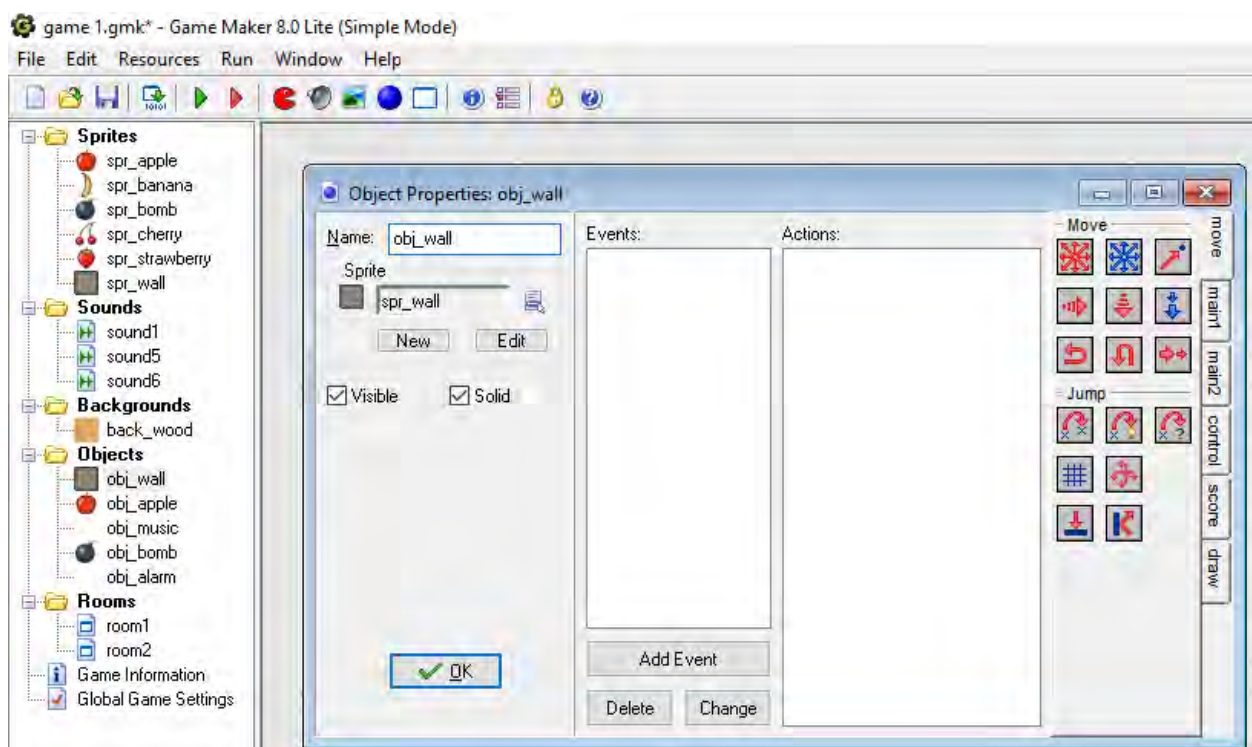 game 1.gmk* - Game Maker 8.0 Lite (Simple Mode)
File Edit Resources Run Window Help
Sprites
spr_apple
spr_banana
spr_bomb
spr_cherry
spr_strawberry
spr_wall
Sounds
sound1
sound5
sound6
Backgrounds
back_wood
Objects
obj_wall
obj_apple
obj_music
obj_bomb
obj_alarm
Rooms
room1
room2
Game Information
Global Game Settings
Object Properties: obj_wall
Name: obj_wall
Sprite
spr_wall
New Edit
Visible Solid
OK
Events:
Add Event
Delete Change
Actions:
Move
Jump
move
main1
main2
control
score
draw